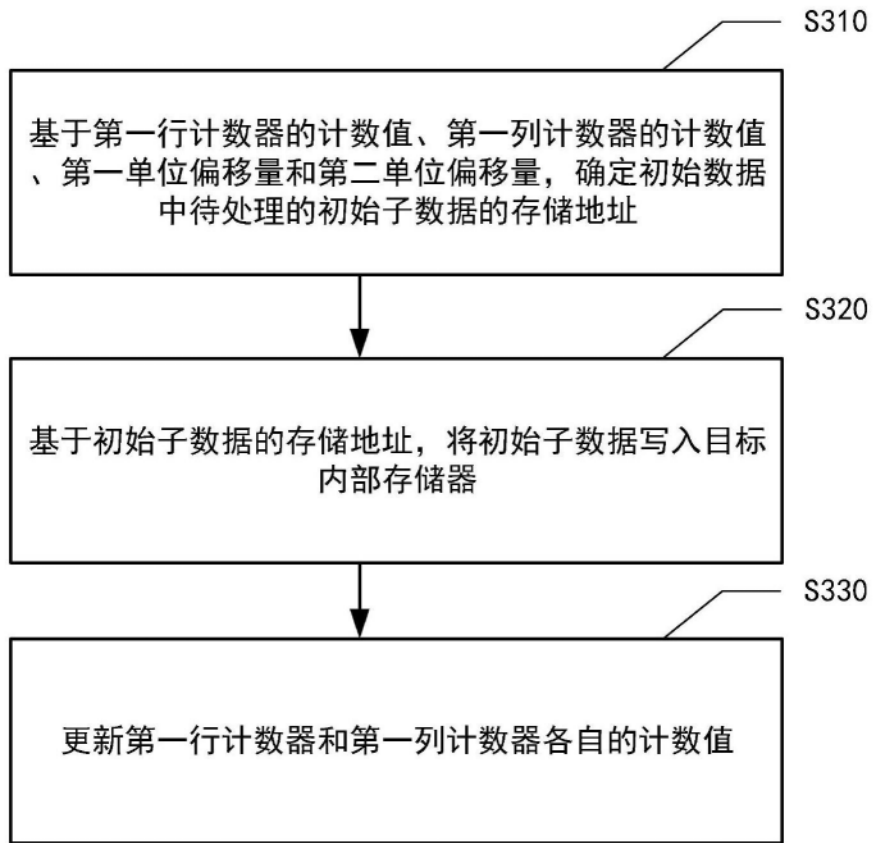 S310
基于第一行计数器的计数值、第一列计数器的计数值
、第一单位偏移量和第二单位偏移量，确定初始数据
中待处理的初始子数据的存储地址
S320
基于初始子数据的存储地址，将初始子数据写入目标
内部存储器
S330
更新第一行计数器和第一列计数器各自的计数值